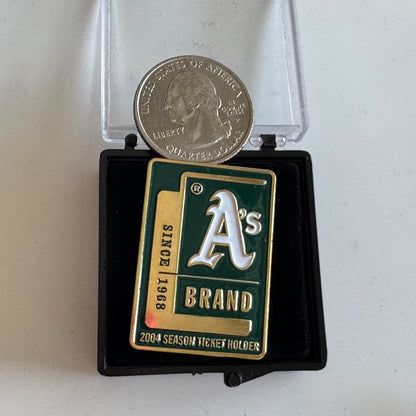 UNITED STATES OF AMERICA
LIBERTY
QUARTER DOLLAR
®
A's
SINCE 1968
BRAND
2004 SEASON TICKET HOLDER